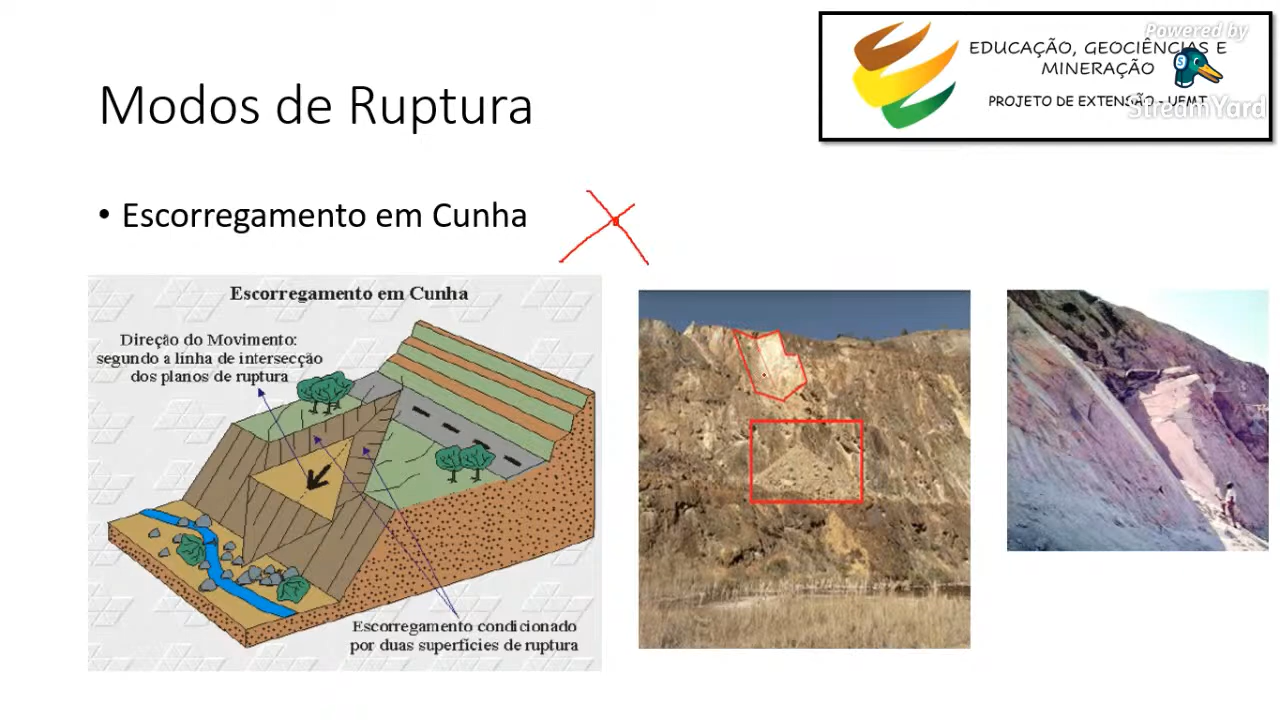 Modos de Ruptura
EDUCAÇÃO, GEOCIÊNCIAS E
MINERAÇÃO
PROJETO DE EXTENSÃO - UFMT
Powered by
StreamYard
• Escorregamento em Cunha
Escorregamento em Cunha
Direção do Movimento:
segundo a linha de intersecção
dos planos de ruptura
Escorregamento condicionado
por duas superfícies de ruptura